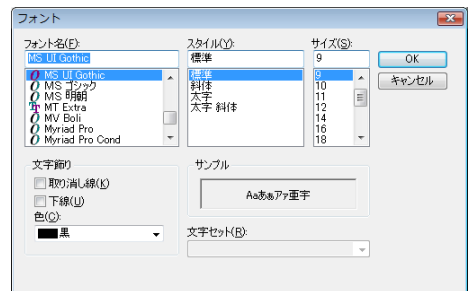 フォント
フォント名(F):
MS UI Gothic
MS UI Gothic
MS ゴシック
MS 明朝
MT Extra
MV Boli
Myriad Pro
Myriad Pro Cond
スタイル(Y):
標準
標準
斜体
太字
太字 斜体
サイズ(S):
9
9
10
11
12
14
16
18
OK
キャンセル
文字飾り
取り消し線(K)
下線(U)
色(C):
黒
サンプル
Aaあぁアァ亜宇
文字セット(R):